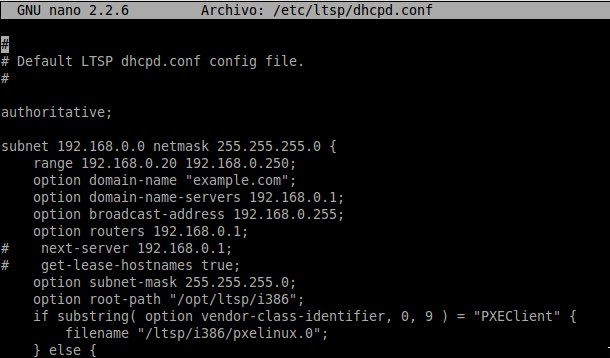 GNU nano 2.2.6          Archivo: /etc/ltsp/dhcpd.conf
#
# Default LTSP dhcpd.conf config file.
#
authoritative;
subnet 192.168.0.0 netmask 255.255.255.0 {
    range 192.168.0.20 192.168.0.250;
    option domain-name "example.com";
    option domain-name-servers 192.168.0.1;
    option broadcast-address 192.168.0.255;
    option routers 192.168.0.1;
#    next-server 192.168.0.1;
#    get-lease-hostnames true;
    option subnet-mask 255.255.255.0;
    option root-path "/opt/ltsp/i386";
    if substring( option vendor-class-identifier, 0, 9 ) = "PXEClient" {
        filename "/ltsp/i386/pxelinux.0";
    } else {